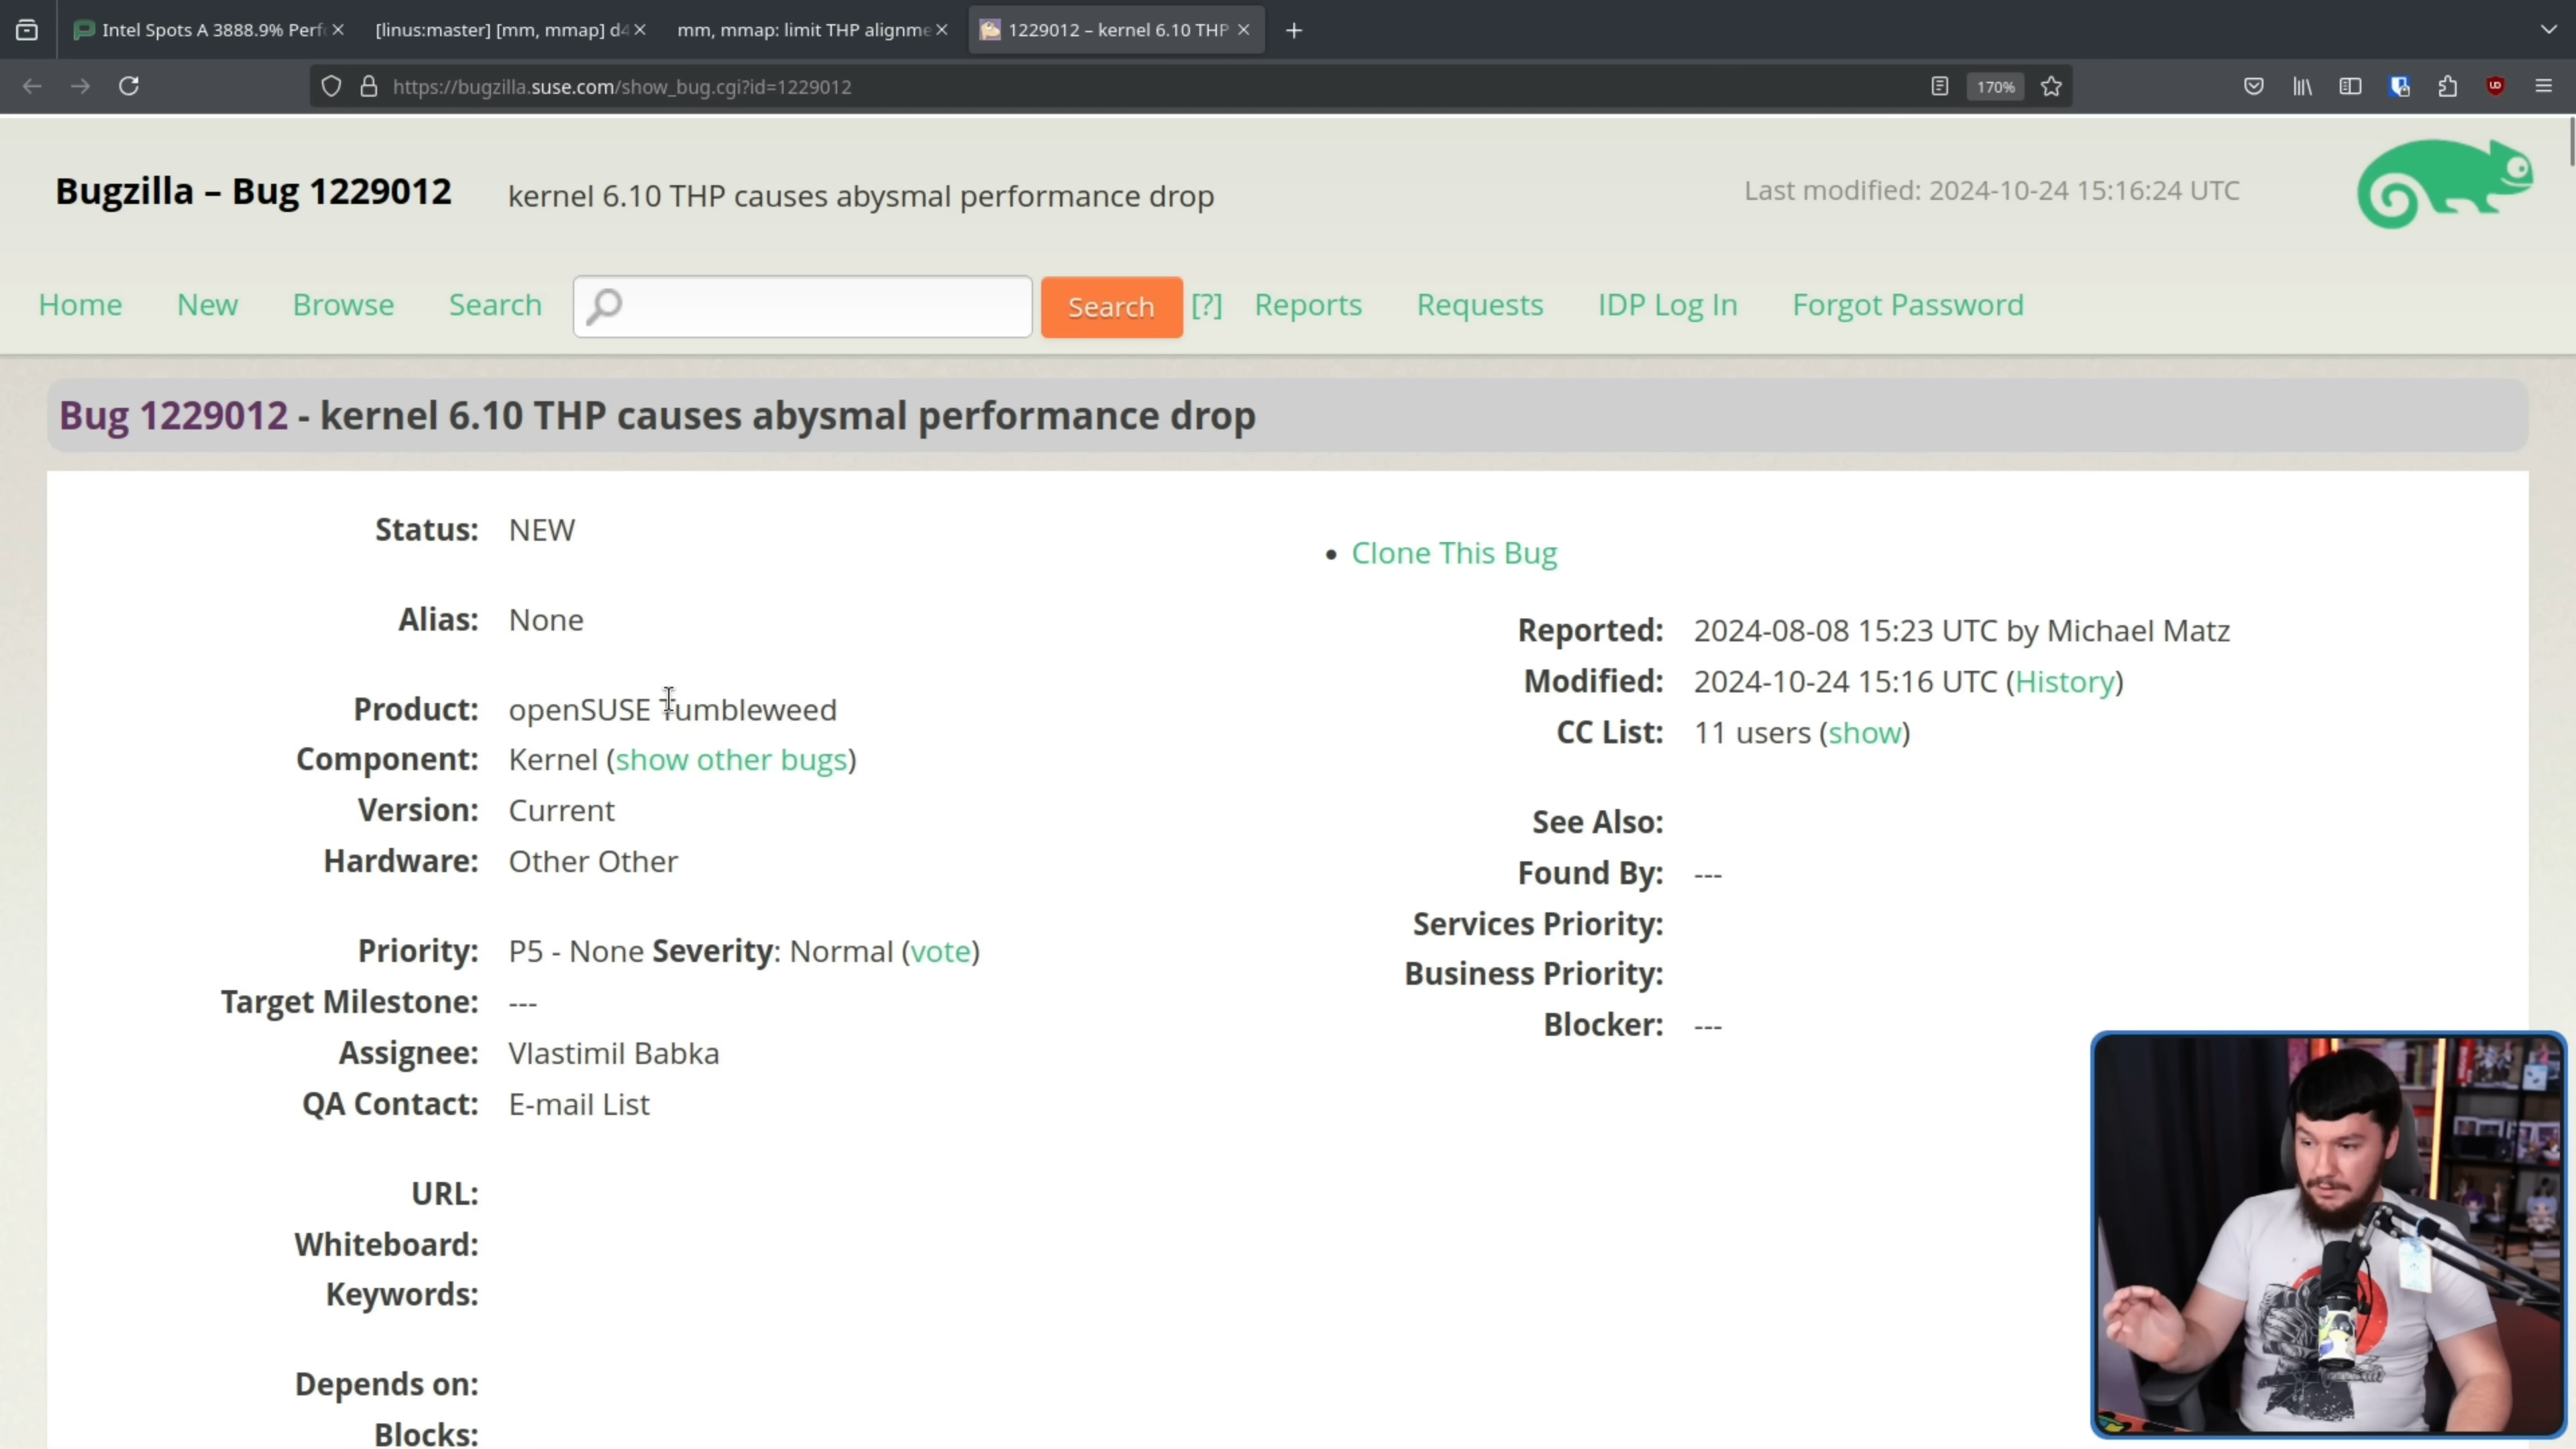 Intel Spots A 3888.9% Perf
[linus:master] [mm, mmap] d4
mm, mmap: limit THP alignme
1229012 – kernel 6.10 THP
https://bugzilla.suse.com/show_bug.cgi?id=1229012
170%
Bugzilla – Bug 1229012
kernel 6.10 THP causes abysmal performance drop
Last modified: 2024-10-24 15:16:24 UTC
Home
New
Browse
Search
Search
[?]
Reports
Requests
IDP Log In
Forgot Password
Bug 1229012 - kernel 6.10 THP causes abysmal performance drop
Status: NEW
Alias: None
Product: openSUSE Tumbleweed
Component: Kernel (show other bugs)
Version: Current
Hardware: Other Other
Priority: P5 - None Severity: Normal (vote)
Target Milestone: ---
Assignee: Vlastimil Babka
QA Contact: E-mail List
URL:
Whiteboard:
Keywords:
Depends on:
Blocks:
Clone This Bug
Reported: 2024-08-08 15:23 UTC by Michael Matz
Modified: 2024-10-24 15:16 UTC (History)
CC List: 11 users (show)
See Also:
Found By: ---
Services Priority:
Business Priority:
Blocker: ---